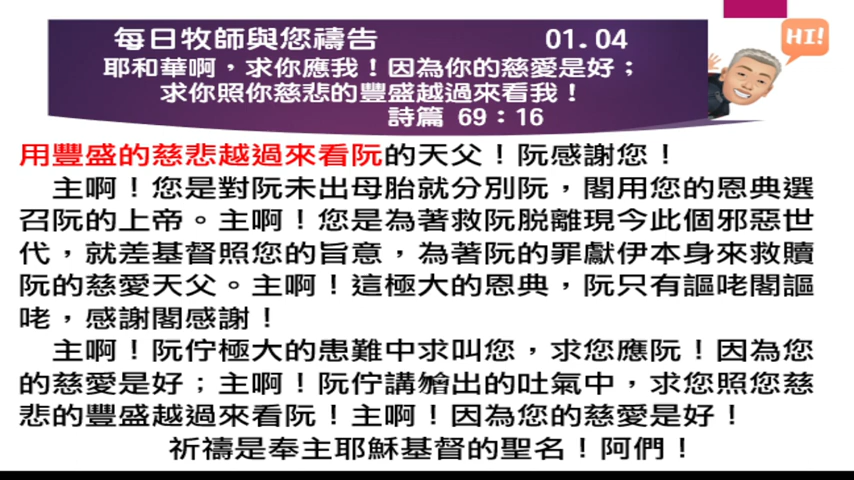 每日牧師與您禱告 01.04
HI!
耶和華啊，求你應我！因為你的慈愛是好；
求你照你慈悲的豐盛越過來看我！
詩篇 69：16
用豐盛的慈悲越過來看阮的天父！阮感謝您！
主啊！您是對阮未出母胎就分別阮，閣用您的恩典選
召阮的上帝。主啊！您是為著救阮脫離現今此個邪惡世
代，就差基督照您的旨意，為著阮的罪獻伊本身來救贖
阮的慈愛天父。主啊！這極大的恩典，阮只有謳咾閣謳
咾，感謝閣感謝！
主啊！阮佇極大的患難中求叫您，求您應阮！因為您
的慈愛是好；主啊！阮佇講繪出的吐氣中，求您照您慈
悲的豐盛越過來看阮！主啊！因為您的慈愛是好！
祈禱是奉主耶穌基督的聖名！阿們！